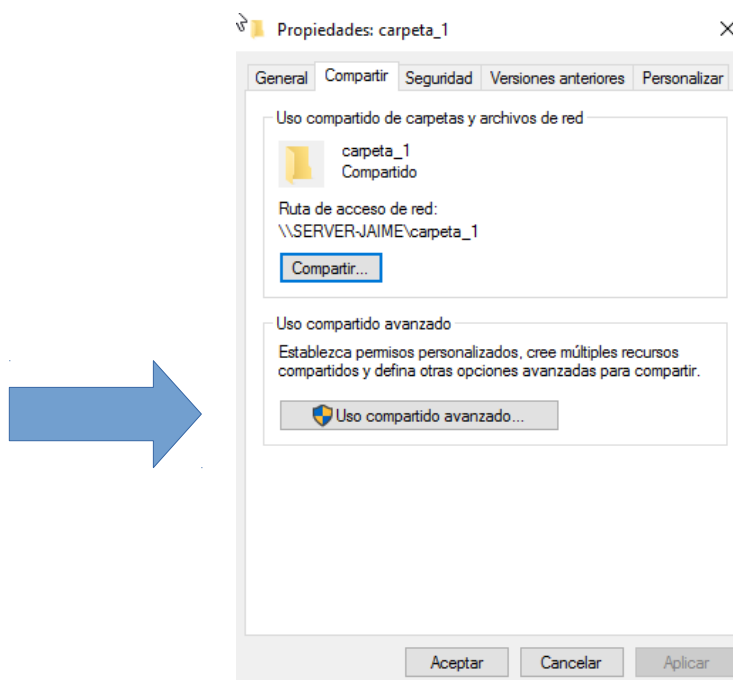 Propiedades: carpeta_1
General Compartir Seguridad Versiones anteriores Personalizar
Uso compartido de carpetas y archivos de red
carpeta_1
Compartido
Ruta de acceso de red:
\\SERVER-JAIME\carpeta_1
Compartir...
Uso compartido avanzado
Establezca permisos personalizados, cree múltiples recursos
compartidos y defina otras opciones avanzadas para compartir.
Uso compartido avanzado...
Aceptar Cancelar Aplicar